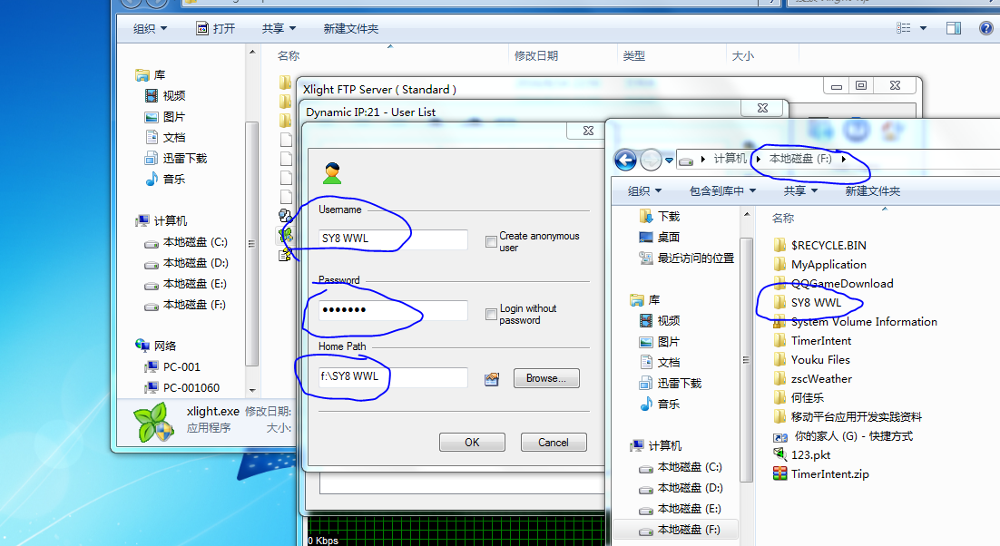 组织 打开 共享 新建文件夹
名称 修改日期 类型 大小
库
视频
图片
文档
迅雷下载
音乐
计算机
本地磁盘 (C:)
本地磁盘 (D:)
本地磁盘 (E:)
本地磁盘 (F:)
网络
PC-001
PC-001060
xlight.exe 修改日期:
应用程序 大小:
Xlight FTP Server ( Standard )
Dynamic IP:21 - User List
Username
SY8 WWL
Create anonymous
user
Password
•••••••
Login without
password
Home Path
f:\SY8 WWL
Browse...
OK Cancel
0 Kbps
计算机 本地磁盘 (F:)
组织 包含到库中 共享 新建文件夹
下载
桌面
最近访问的位置
库
视频
图片
文档
迅雷下载
音乐
计算机
本地磁盘 (C:)
本地磁盘 (D:)
本地磁盘 (E:)
本地磁盘 (F:)
名称
$RECYCLE.BIN
MyApplication
QQGameDownload
SY8 WWL
System Volume Information
TimerIntent
Youku Files
zscWeather
何佳乐
移动平台应用开发实践资料
你的家人 (G) - 快捷方式
123.pkt
TimerIntent.zip